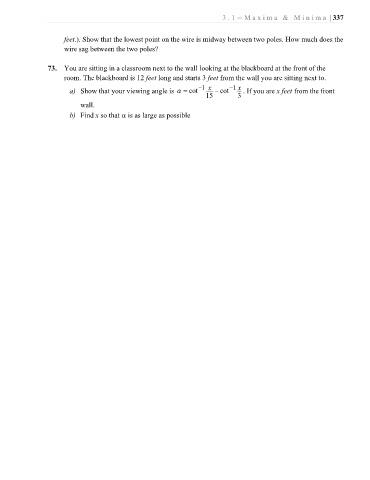 3.1 – Maxima & Minima | 337
feet.). Show that the lowest point on the wire is midway between two poles. How much does the
wire sag between the two poles?
73. You are sitting in a classroom next to the wall looking at the blackboard at the front of the
room. The blackboard is 12 feet long and starts 3 feet from the wall you are sitting next to.
a) Show that your viewing angle is α = cot⁻¹ x/15 – cot⁻¹ x/3. If you are x feet from the front
wall.
b) Find x so that α is as large as possible